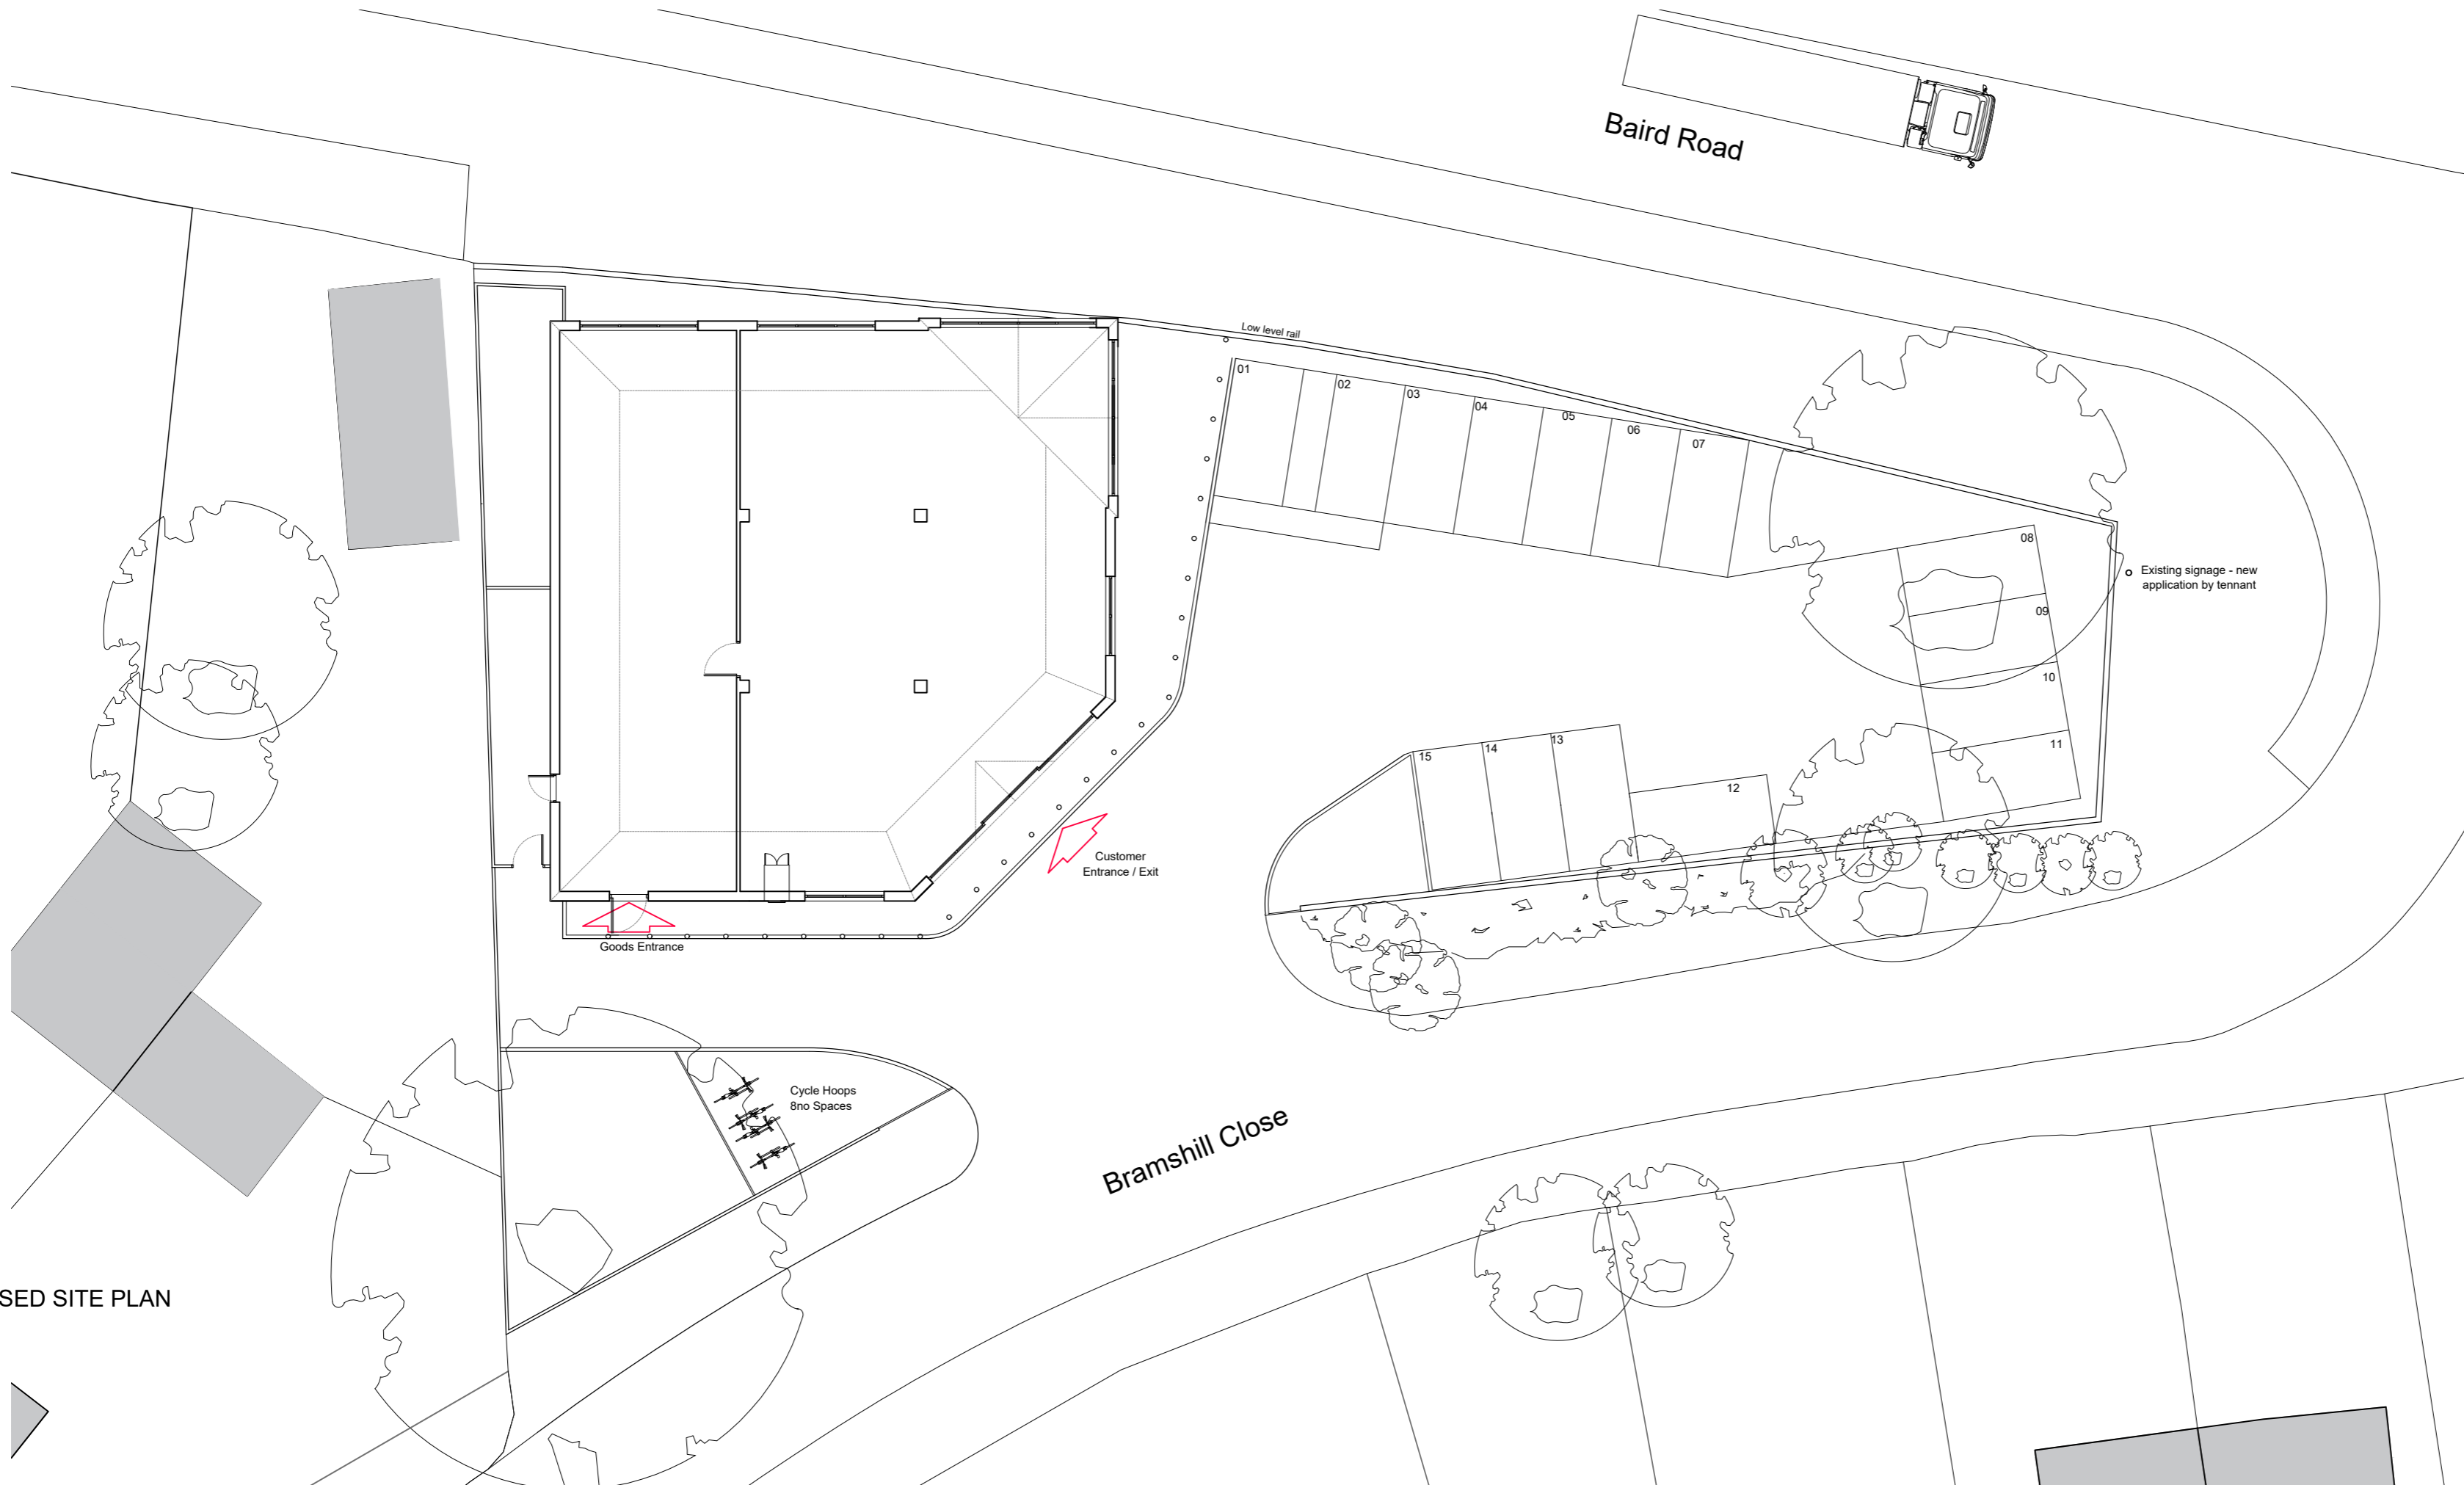 Baird Road
Low level rail
01
02
03
04
05
06
07
08
Existing signage - new
application by tennant
09
10
11
12
13
14
15
Customer
Entrance / Exit
Goods Entrance
Cycle Hoops
8no Spaces
Bramshill Close
SED SITE PLAN